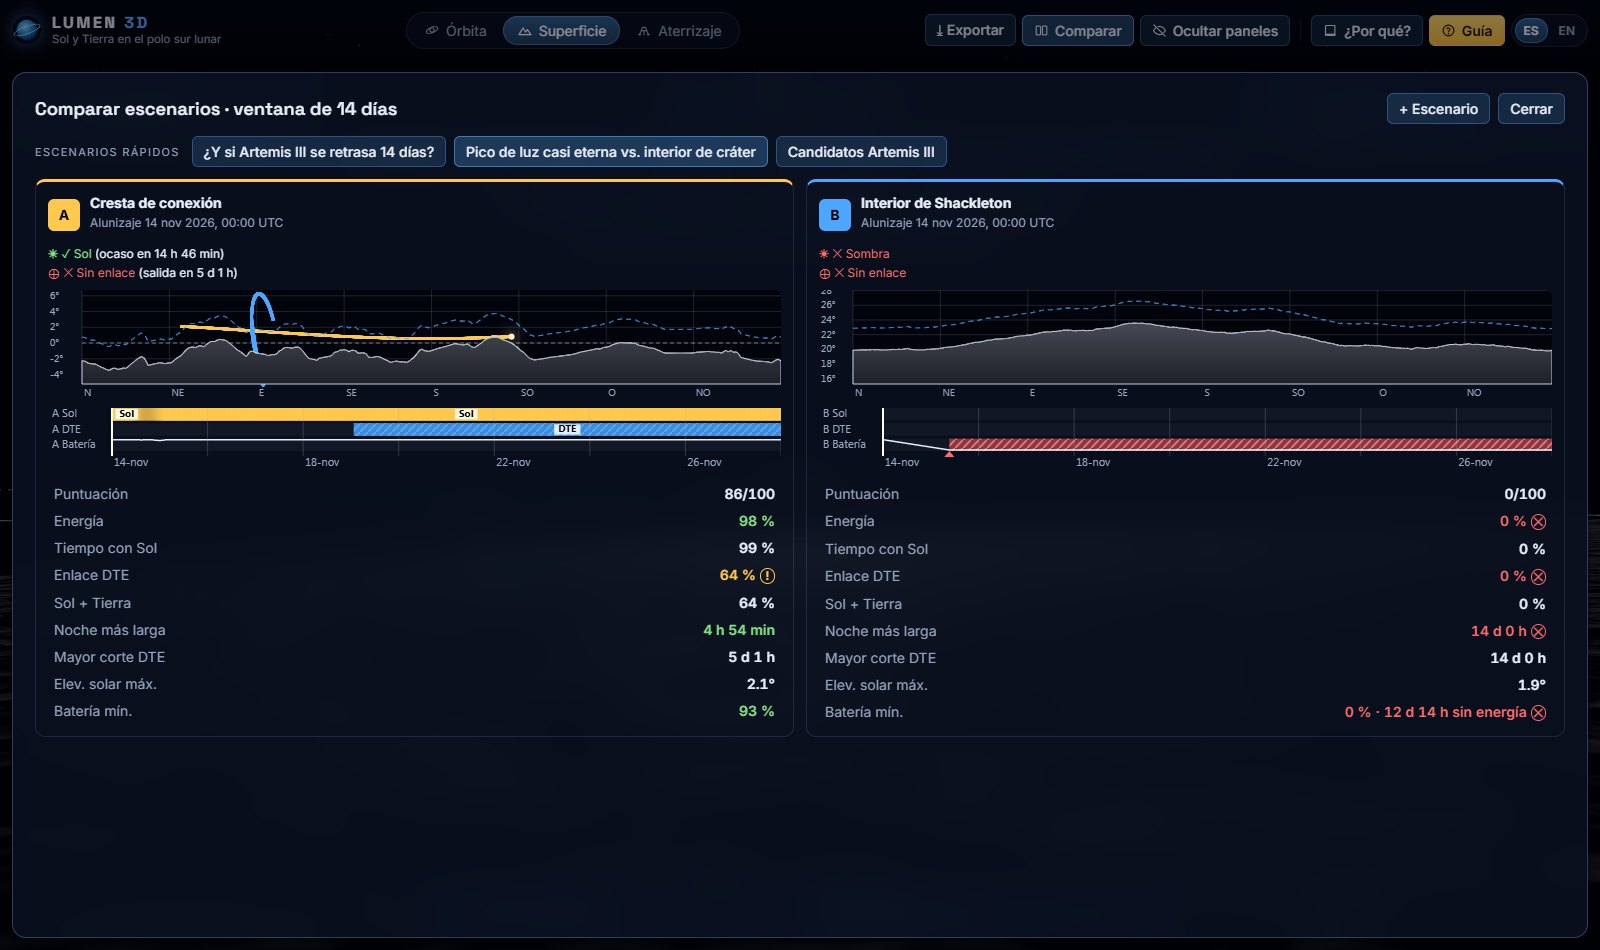 LUMEN 3D
Sol y Tierra en el polo sur lunar
Órbita
Superficie
Aterrizaje
Exportar
Comparar
Ocultar paneles
¿Por qué?
Guía
ES
EN
Comparar escenarios · ventana de 14 días
+ Escenario
Cerrar
ESCENARIOS RÁPIDOS
¿Y si Artemis III se retrasa 14 días?
Pico de luz casi eterna vs. interior de cráter
Candidatos Artemis III
A
Cresta de conexión
Alunizaje 14 nov 2026, 00:00 UTC
✓ Sol (ocaso en 14 h 46 min)
Sin enlace (salida en 5 d 1 h)
6°
4°
2°
0°
-2°
-4°
N NE E SE S SO O NO
A Sol
Sol
Sol
A DTE
DTE
A Batería
14-nov 18-nov 22-nov 26-nov
Puntuación 86/100
Energía 98 %
Tiempo con Sol 99 %
Enlace DTE 64 %
Sol + Tierra 64 %
Noche más larga 4 h 54 min
Mayor corte DTE 5 d 1 h
Elev. solar máx. 2.1°
Batería mín. 93 %
B
Interior de Shackleton
Alunizaje 14 nov 2026, 00:00 UTC
Sombra
Sin enlace
28°
26°
24°
22°
20°
18°
16°
N NE E SE S SO O NO
B Sol
B DTE
B Batería
14-nov 18-nov 22-nov 26-nov
Puntuación 0/100
Energía 0 %
Tiempo con Sol 0 %
Enlace DTE 0 %
Sol + Tierra 0 %
Noche más larga 14 d 0 h
Mayor corte DTE 14 d 0 h
Elev. solar máx. 1.9°
Batería mín. 0 % · 12 d 14 h sin energía